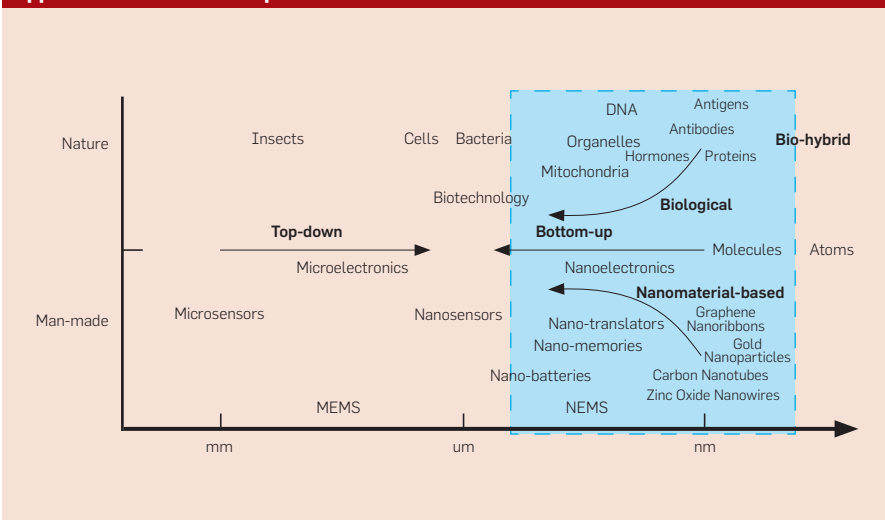 DNA
Antigens
Nature
Insects
Cells
Bacteria
Organelles
Antibodies
Bio-hybrid
Hormones
Proteins
Mitochondria
Biotechnology
Biological
Top-down
Bottom-up
Molecules
Atoms
Microelectronics
Nanoelectronics
Nanomaterial-based
Man-made
Microsensors
Nanosensors
Nano-translators
Graphene
Nanoribbons
Nano-memories
Gold
Nanoparticles
Nano-batteries
Carbon Nanotubes
Zinc Oxide Nanowires
MEMS
NEMS
mm
um
nm